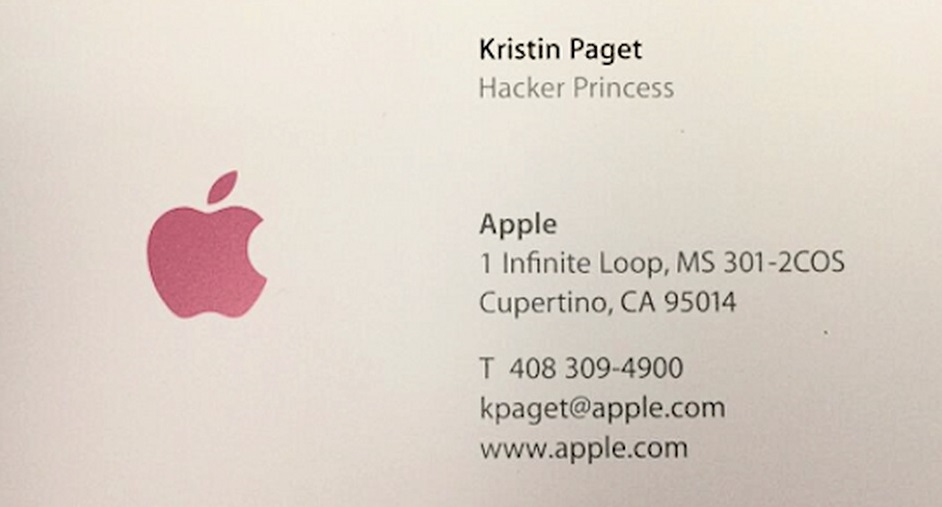 Kristin Paget
Hacker Princess
Apple
1 Infinite Loop, MS 301-2COS
Cupertino, CA 95014
T 408 309-4900
kpaget@apple.com
www.apple.com